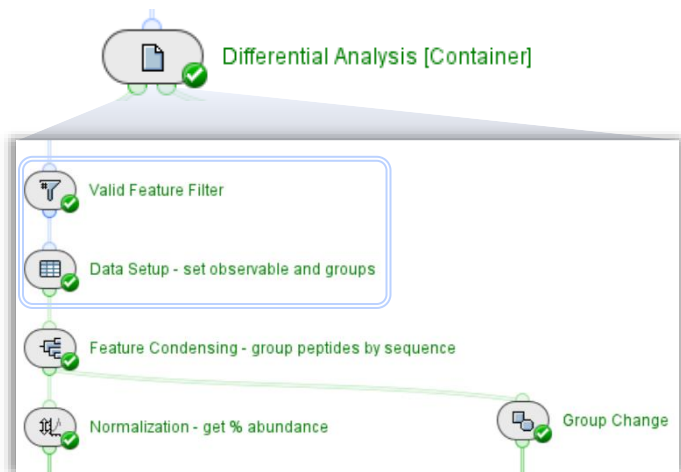 Differential Analysis [Container]
Valid Feature Filter
Data Setup - set observable and groups
Feature Condensing - group peptides by sequence
Normalization - get % abundance
Group Change